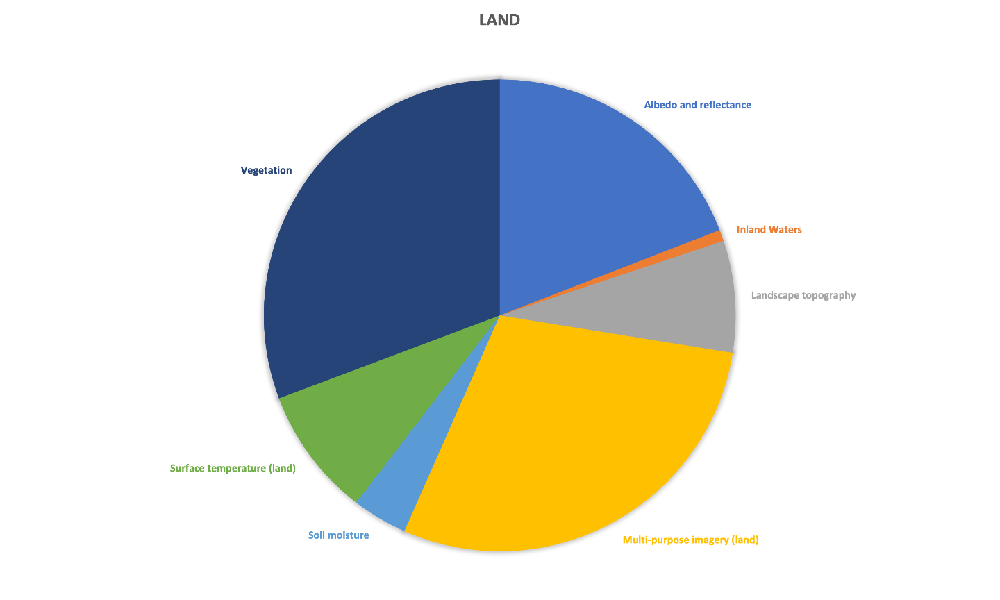 LAND
Albedo and reflectance
Vegetation
Inland Waters
Landscape topography
Surface temperature (land)
Soil moisture
Multi-purpose imagery (land)